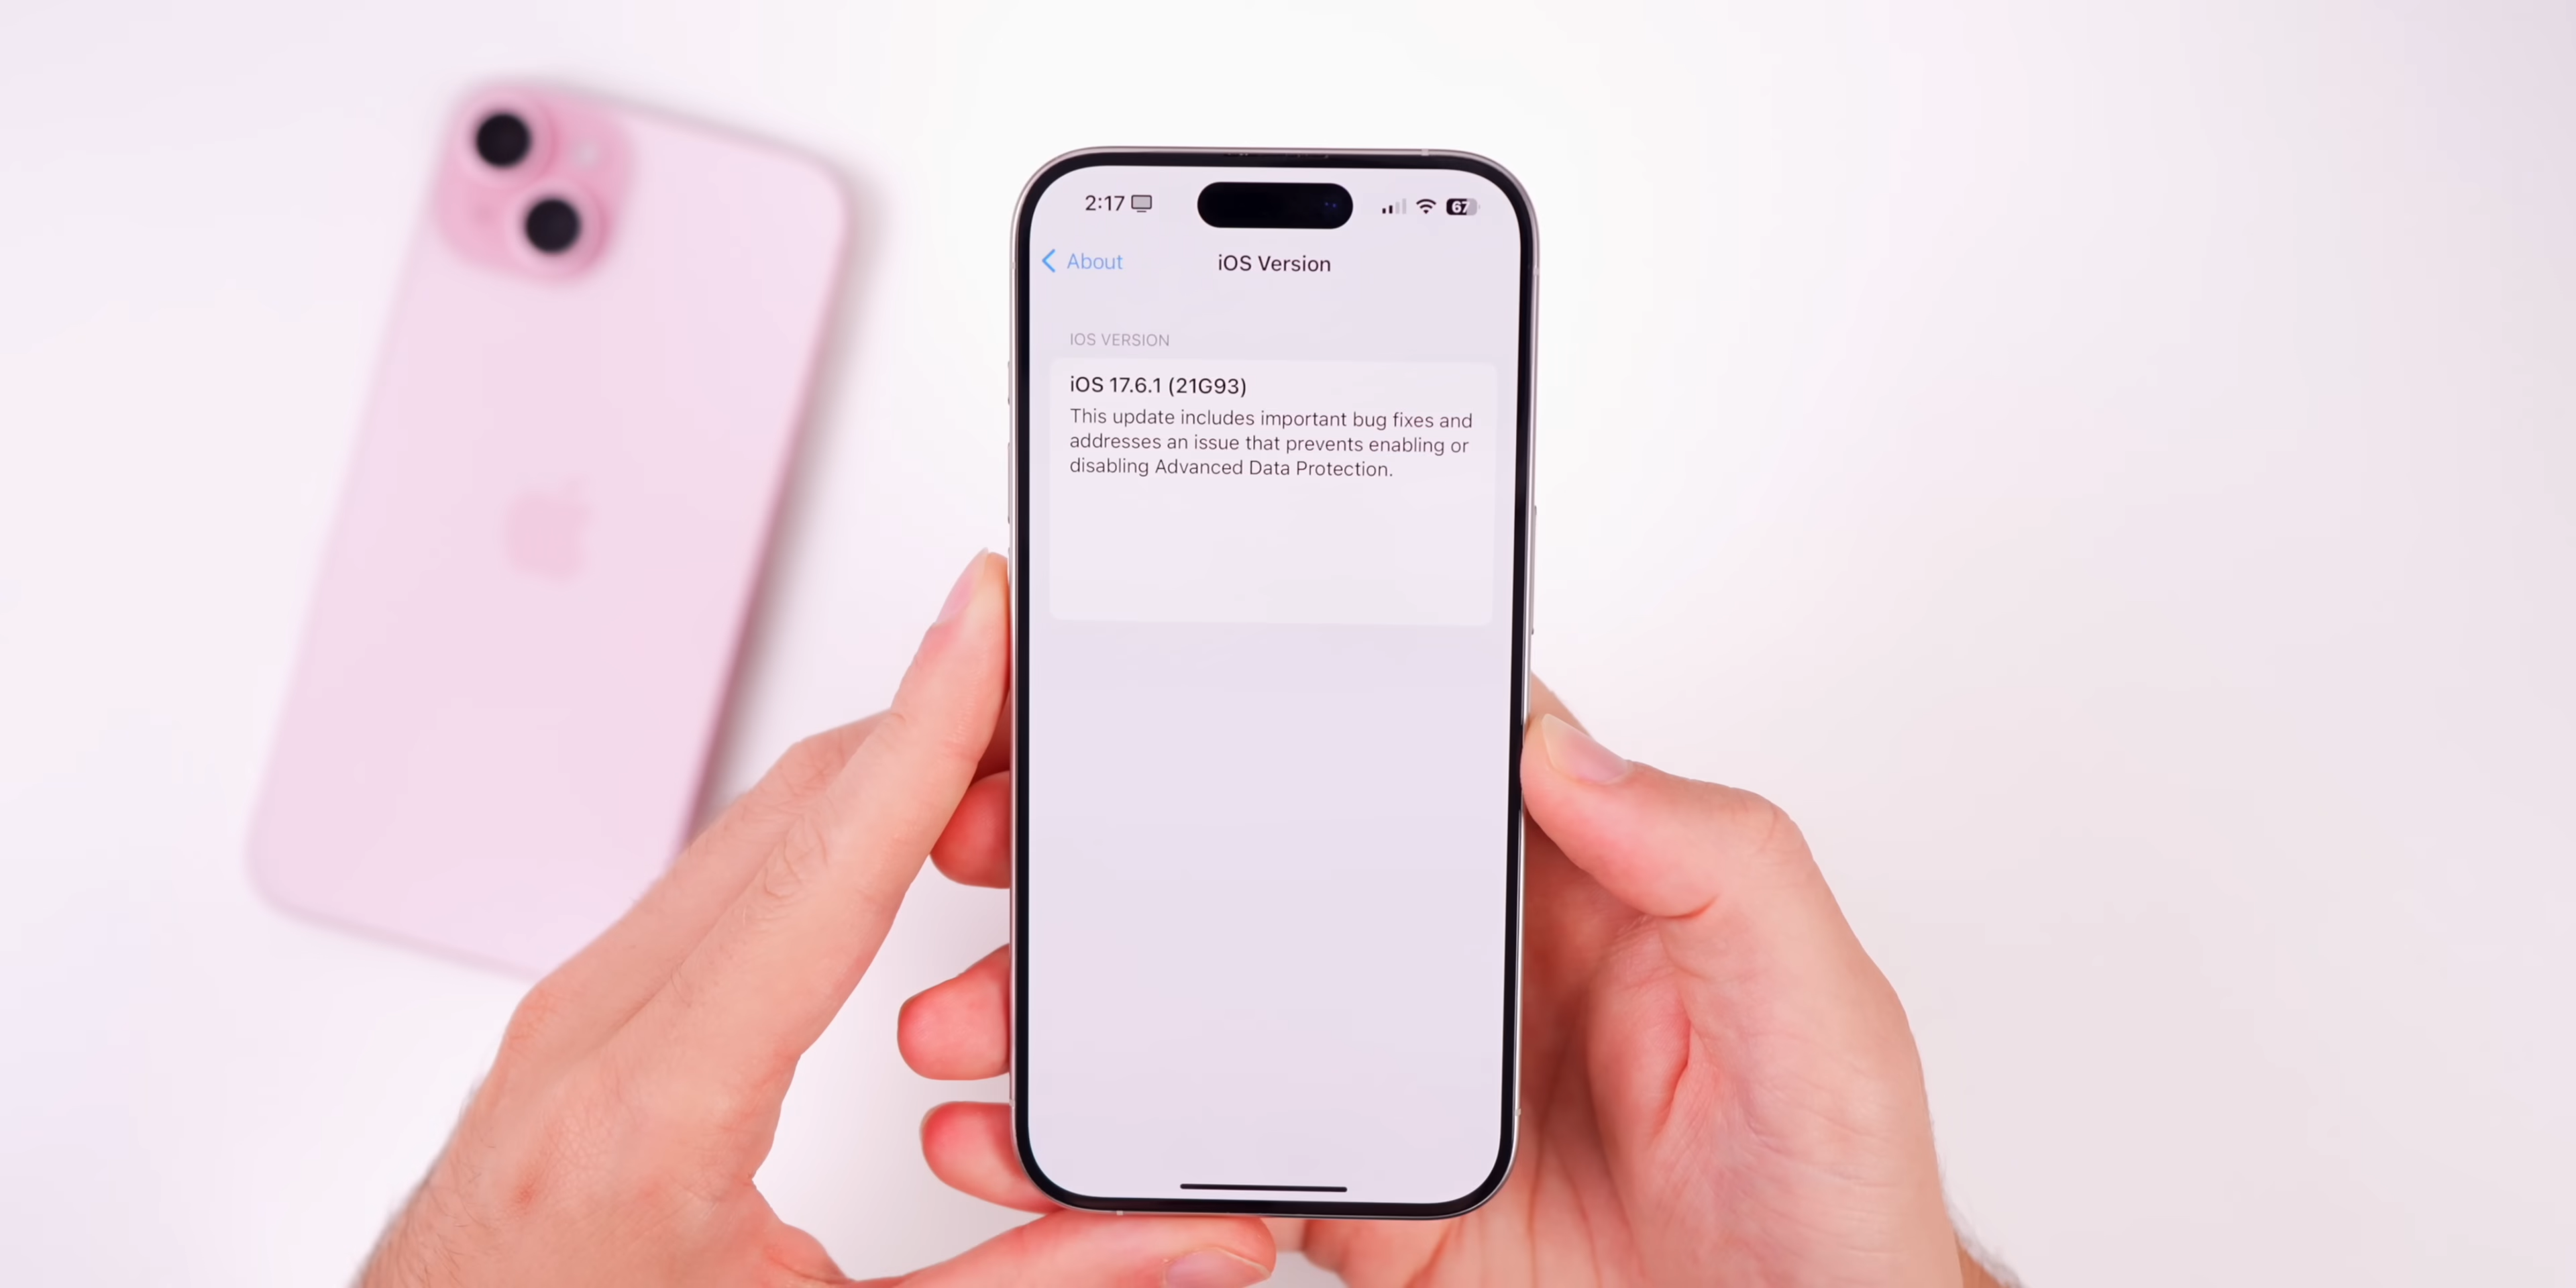 2:17
67
About
iOS Version
IOS VERSION
iOS 17.6.1 (21G93)
This update includes important bug fixes and
addresses an issue that prevents enabling or
disabling Advanced Data Protection.